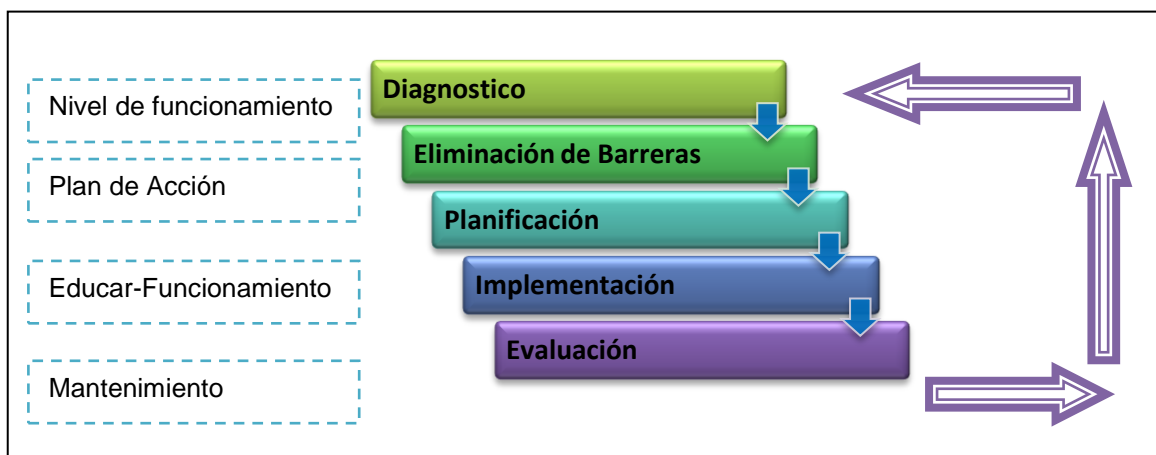 Nivel de funcionamiento
Plan de Acción
Educar-Funcionamiento
Mantenimiento
Diagnostico
Eliminación de Barreras
Planificación
Implementación
Evaluación